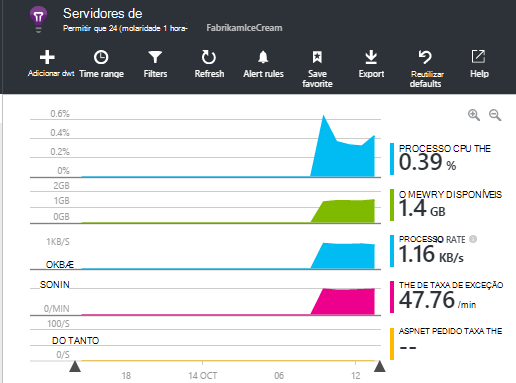 Servidores de
Permitir que 24 (molaridade 1 hora-
FabrikamIceCream
Adicionar dwt
Time range
Filters
Refresh
Alert rules
Save
favorite
Export
Reutilizar
defaults
Help
0.6%
0.4%
0.2%
0%
PROCESSO CPU THE
0.39 %
2GB
1GB
0GB
O MEWRY DISPONÍVEIS
1.4 GB
1KB/S
OKBÆ
PROCESSO RATE
1.16 KB/s
SONIN
0/MIN
THE DE TAXA DE EXCEÇÃO
47.76 /min
100/S
DO TANTO
0/S
ASPNET PEDIDO TAXA THE
--
18
14 OCT
06
12